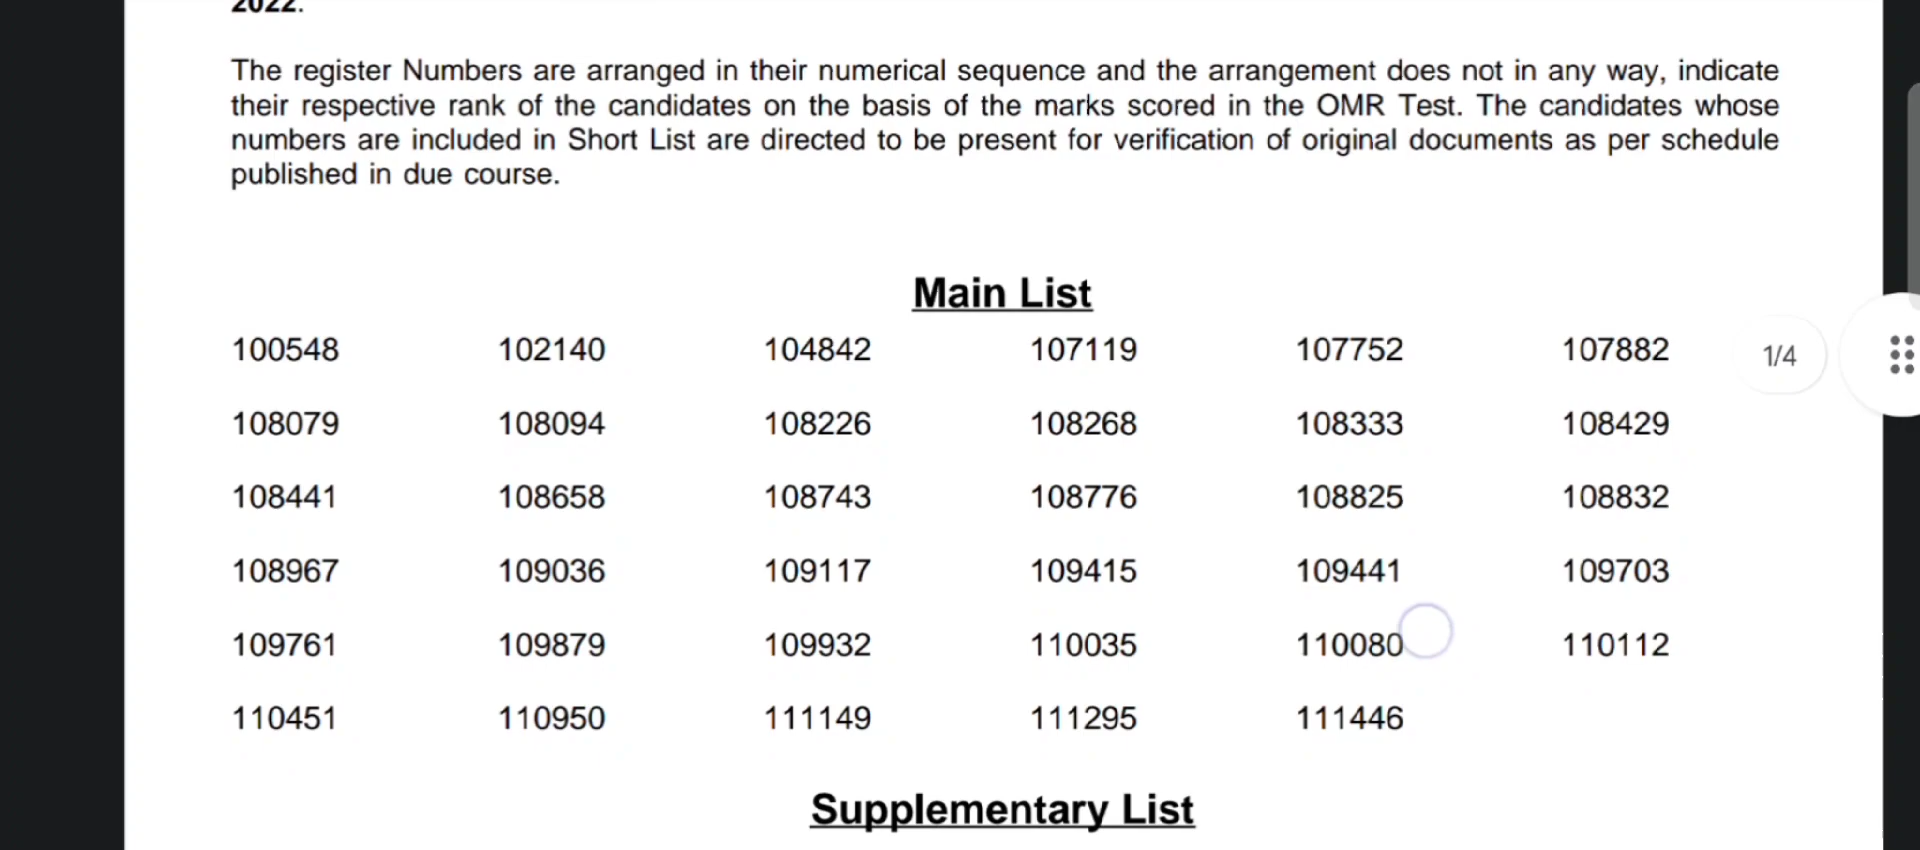 2022.
The register Numbers are arranged in their numerical sequence and the arrangement does not in any way, indicate
their respective rank of the candidates on the basis of the marks scored in the OMR Test. The candidates whose
numbers are included in Short List are directed to be present for verification of original documents as per schedule
published in due course.
Main List
100548 102140 104842 107119 107752 107882
1/4
108079 108094 108226 108268 108333 108429
108441 108658 108743 108776 108825 108832
108967 109036 109117 109415 109441 109703
109761 109879 109932 110035 110080 110112
110451 110950 111149 111295 111446
Supplementary List